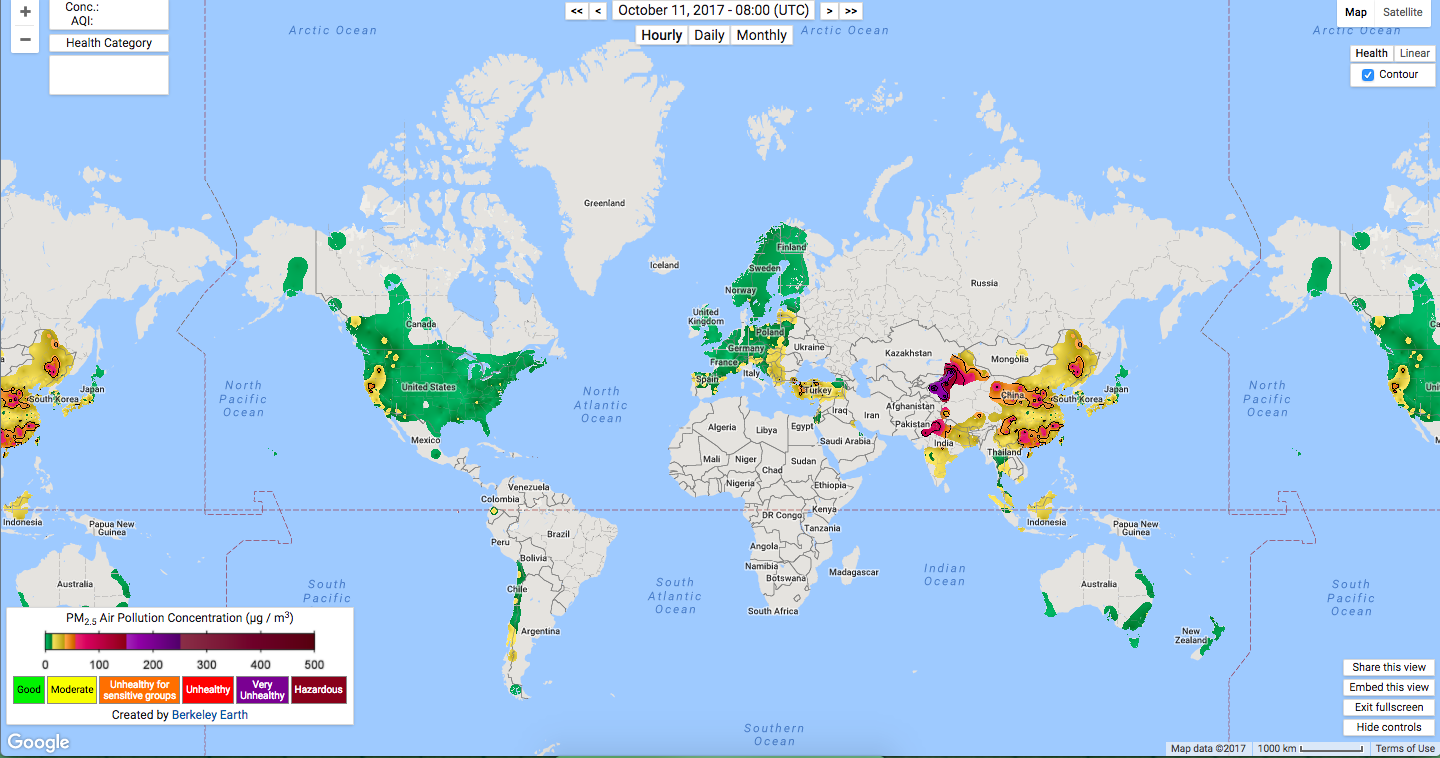 +
−
Conc.:
AQI:
Health Category
<<
<
October 11, 2017 - 08:00 (UTC)
>
>>
Hourly
Daily
Monthly
Map
Satellite
Health
Linear
Contour
Arctic Ocean
Arctic Ocean
Arctic Ocean
Greenland
Iceland
Finland
Sweden
Norway
Russia
United
Kingdom
Poland
Germany
Ukraine
France
Italy
Spain
Turkey
Kazakhstan
Mongolia
China
South Korea
Japan
Afghanistan
Iraq
Iran
Pakistan
India
Thailand
Algeria
Libya
Egypt
Saudi Arabia
Mali
Niger
Sudan
Chad
Nigeria
Ethiopia
DR Congo
Kenya
Tanzania
Angola
Namibia
Botswana
Madagascar
South Africa
Indonesia
Papua New
Guinea
Australia
New
Zealand
Canada
United States
Mexico
Venezuela
Colombia
Brazil
Peru
Bolivia
Chile
Argentina
North
Pacific
Ocean
North
Atlantic
Ocean
North
Pacific
Ocean
South
Pacific
South
Atlantic
Ocean
Indian
Ocean
South
Pacific
Ocean
Southern
Ocean
South Korea
Japan
Indonesia
Papua New
Guinea
Australia
PM2.5 Air Pollution Concentration (µg / m³)
0 100 200 300 400 500
Good
Moderate
Unhealthy for
sensitive groups
Unhealthy
Very
Unhealthy
Hazardous
Created by Berkeley Earth
Google
Share this view
Embed this view
Exit fullscreen
Hide controls
Map data ©2017
1000 km
Terms of Use